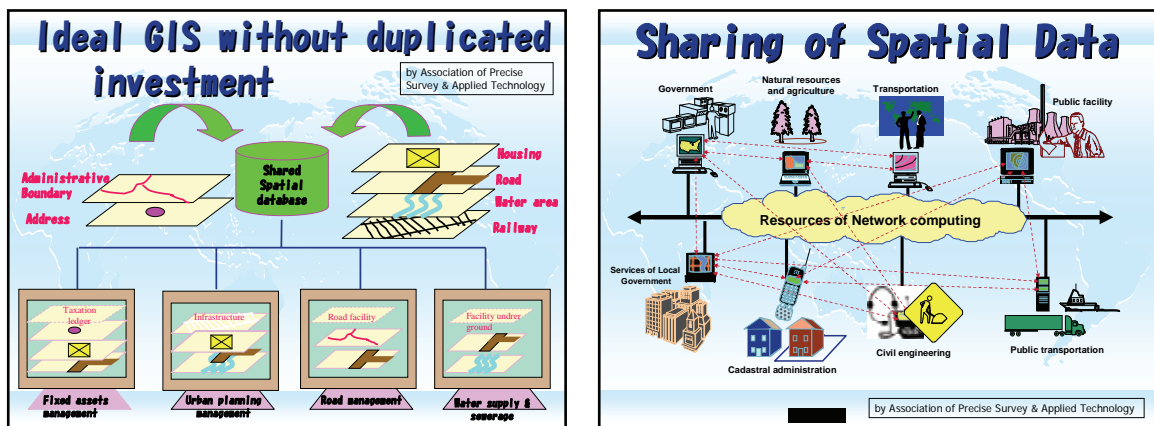 Ideal GIS without duplicated
investment
by Association of Precise
Survey & Applied Technology
Administrative
Boundary
Address
Shared
Spatial
database
Housing
Road
Water area
Railway
Taxation
ledger
Infrastructure
Road facility
Facility undrer
ground
Fixed assets
management
Urban planning
management
Road management
Water supply &
sewerage
Sharing of Spatial Data
Government
Natural resources
and agriculture
Transportation
Public facility
Resources of Network computing
Services of Local
Government
Cadastral administration
Civil engineering
Public transportation
by Association of Precise Survey & Applied Technology